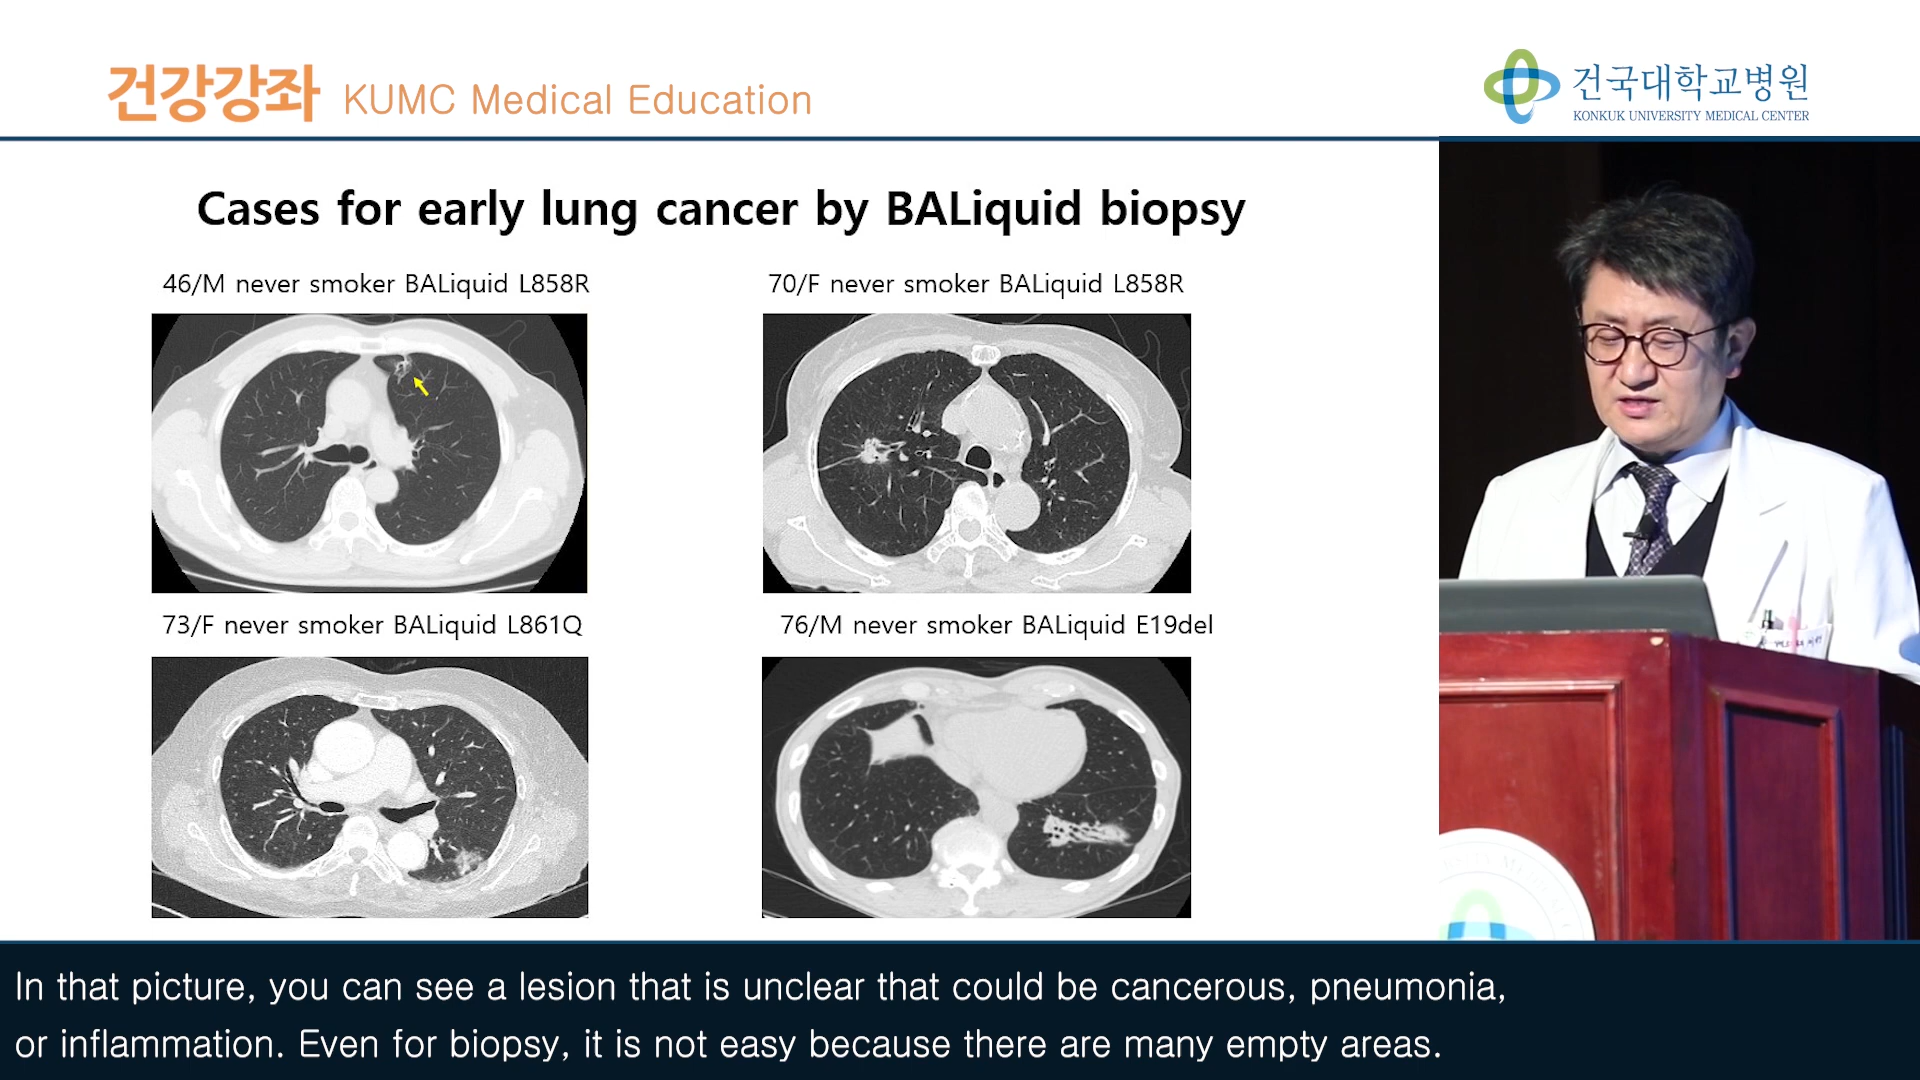 건강강좌 KUMC Medical Education
건국대학교병원
KONKUK UNIVERSITY MEDICAL CENTER
Cases for early lung cancer by BALiquid biopsy
46/M never smoker BALiquid L858R
70/F never smoker BALiquid L858R
73/F never smoker BALiquid L861Q
76/M never smoker BALiquid E19del
In that picture, you can see a lesion that is unclear that could be cancerous, pneumonia,
or inflammation. Even for biopsy, it is not easy because there are many empty areas.